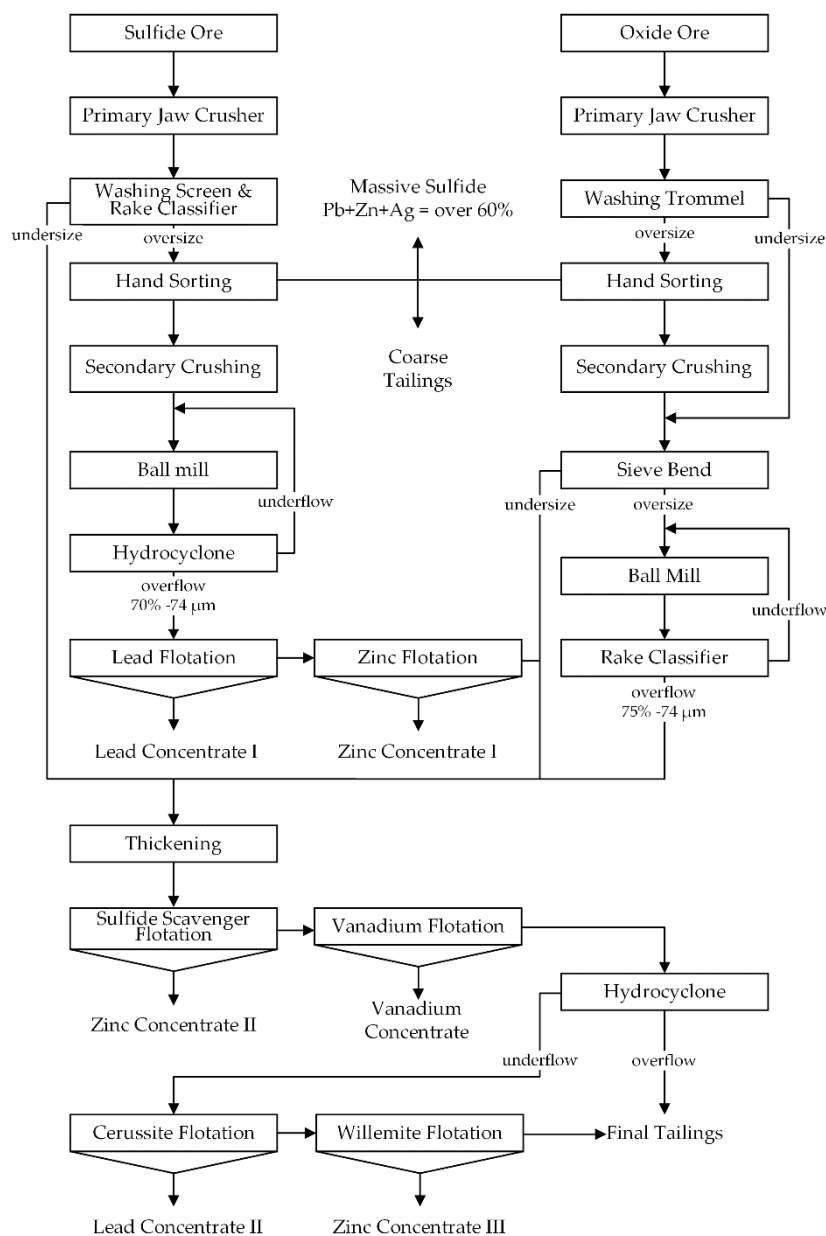 Sulfide Ore
Oxide Ore
Primary Jaw Crusher
Primary Jaw Crusher
Washing Screen &
Rake Classifier
Massive Sulfide
Pb+Zn+Ag = over 60%
Washing Trommel
undersize
oversize
oversize
undersize
Hand Sorting
Hand Sorting
Secondary Crushing
Coarse
Tailings
Secondary Crushing
Ball mill
Sieve Bend
underflow
undersize
oversize
Hydrocyclone
Ball Mill
overflow
70% -74 µm
underflow
Lead Flotation
Zinc Flotation
Rake Classifier
overflow
75% -74 µm
Lead Concentrate I
Zinc Concentrate I
Thickening
Sulfide Scavenger
Flotation
Vanadium Flotation
Hydrocyclone
Zinc Concentrate II
Vanadium
Concentrate
underflow
overflow
Cerussite Flotation
Willemite Flotation
Final Tailings
Lead Concentrate II
Zinc Concentrate III